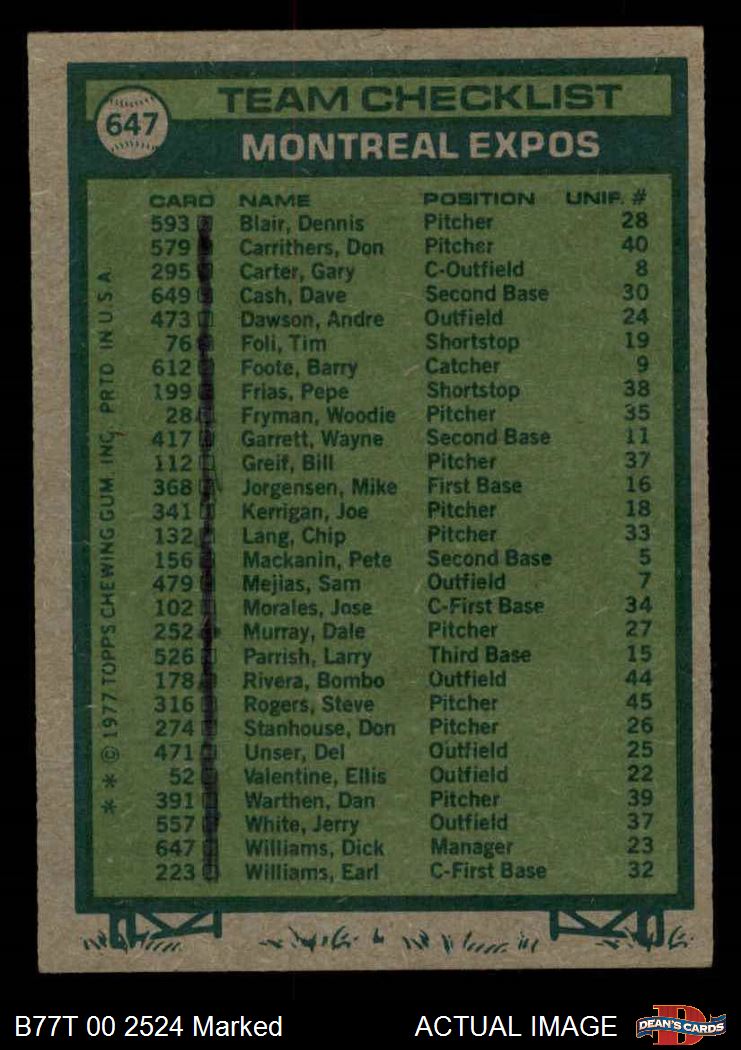 647
TEAM CHECKLIST
MONTREAL EXPOS
CARD NAME POSITION UNIF. #
593 Blair, Dennis Pitcher 28
579 Carrithers, Don Pitcher 40
295 Carter, Gary C-Outfield 8
649 Cash, Dave Second Base 30
473 Dawson, Andre Outfield 24
76 Foli, Tim Shortstop 19
612 Foote, Barry Catcher 9
199 Frias, Pepe Shortstop 38
28 Fryman, Woodie Pitcher 35
417 Garrett, Wayne Second Base 11
112 Greif, Bill Pitcher 37
368 Jorgensen, Mike First Base 16
341 Kerrigan, Joe Pitcher 18
132 Lang, Chip Pitcher 33
156 Mackanin, Pete Second Base 5
479 Mejias, Sam Outfield 7
102 Morales, Jose C-First Base 34
252 Murray, Dale Pitcher 27
526 Parrish, Larry Third Base 15
178 Rivera, Bombo Outfield 44
316 Rogers, Steve Pitcher 45
274 Stanhouse, Don Pitcher 26
471 Unser, Del Outfield 25
52 Valentine, Ellis Outfield 22
391 Warthen, Dan Pitcher 39
557 White, Jerry Outfield 37
647 Williams, Dick Manager 23
223 Williams, Earl C-First Base 32
* * © 1977 TOPPS CHEWING GUM, INC. PRTD IN U.S.A.
B77T 00 2524 Marked ACTUAL IMAGE
DEAN'S CARDS